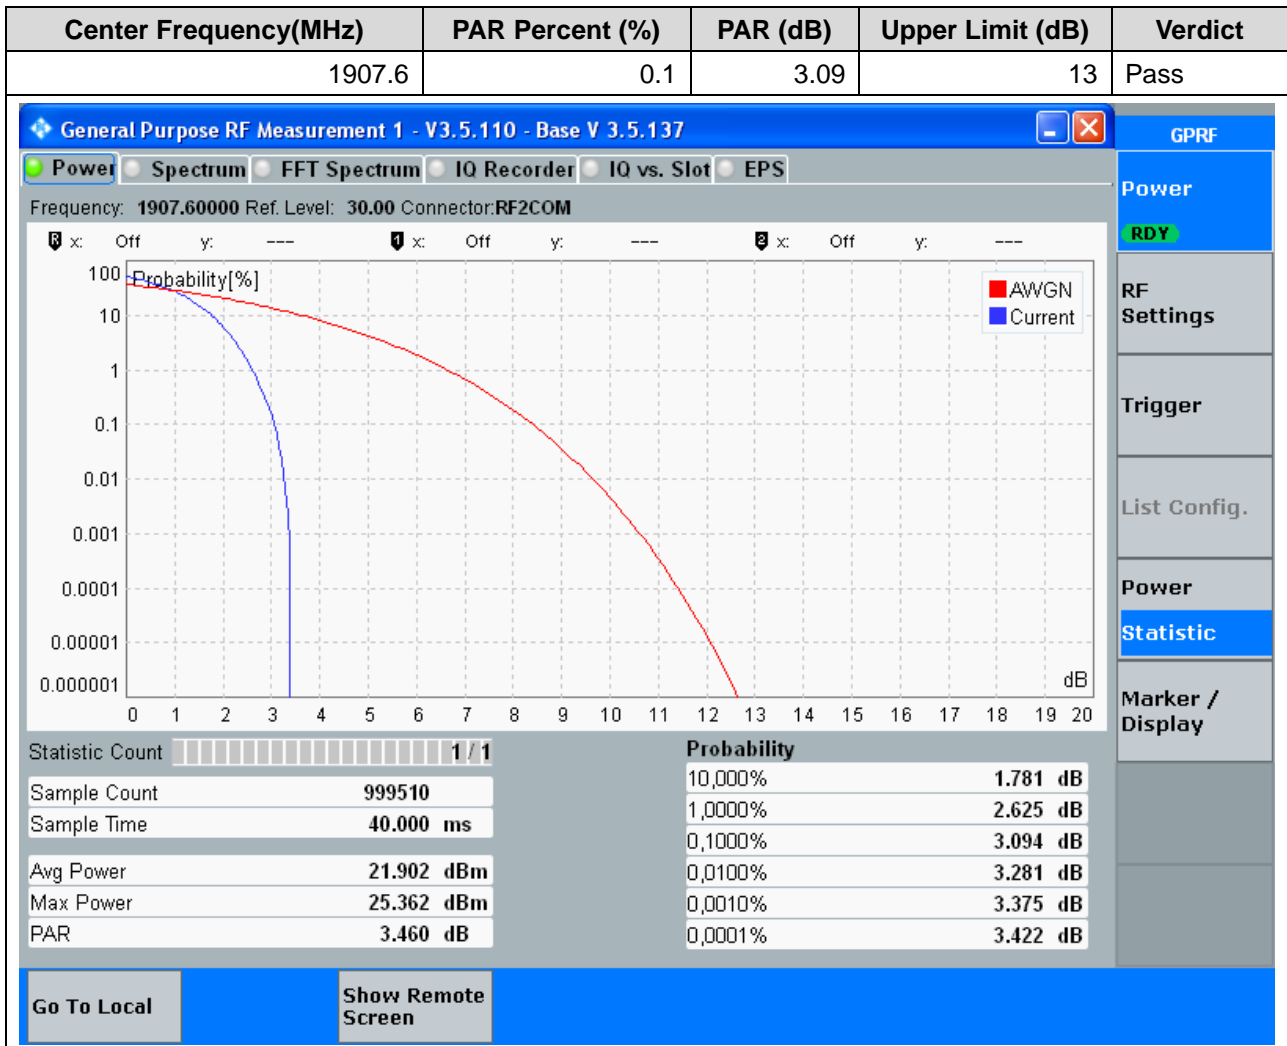 Center Frequency(MHz) PAR Percent (%) PAR (dB) Upper Limit (dB) Verdict
1907.6 0.1 3.09 13 Pass
General Purpose RF Measurement 1 - V3.5.110 - Base V 3.5.137
GPRF
Power Spectrum FFT Spectrum IQ Recorder IQ vs. Slot EPS
Frequency: 1907.60000 Ref. Level: 30.00 Connector:RF2COM
R x: Off y: --- 1 x: Off y: --- 2 x: Off y: ---
Probability[%]
100
10
1
0.1
0.01
0.001
0.0001
0.00001
0.000001
AWGN
Current
dB
0 1 2 3 4 5 6 7 8 9 10 11 12 13 14 15 16 17 18 19 20
Statistic Count 1 / 1
Sample Count 999510
Sample Time 40.000 ms
Avg Power 21.902 dBm
Max Power 25.362 dBm
PAR 3.460 dB
Probability
10,000% 1.781 dB
1,0000% 2.625 dB
0,1000% 3.094 dB
0,0100% 3.281 dB
0,0010% 3.375 dB
0,0001% 3.422 dB
Power
RDY
RF
Settings
Trigger
List Config.
Power
Statistic
Marker /
Display
Go To Local
Show Remote
Screen